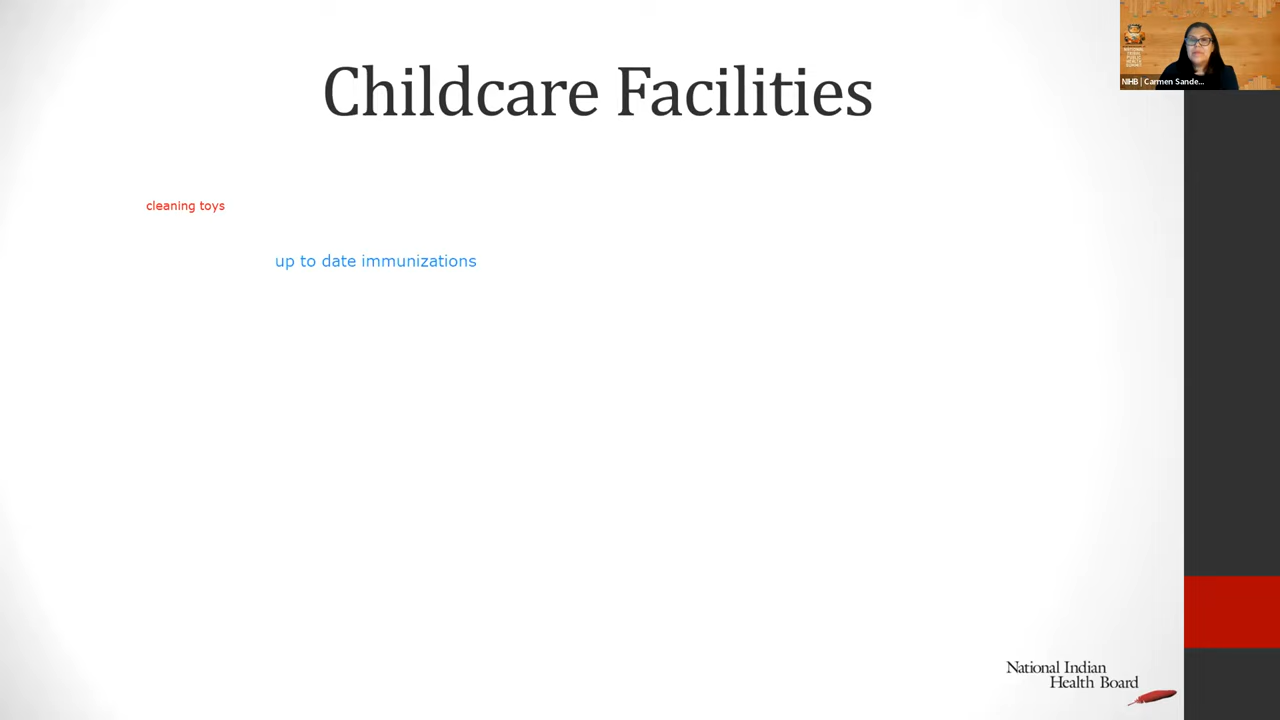 Childcare Facilities
NIHB | Carmen Sande...
cleaning toys
up to date immunizations
National Indian
Health Board